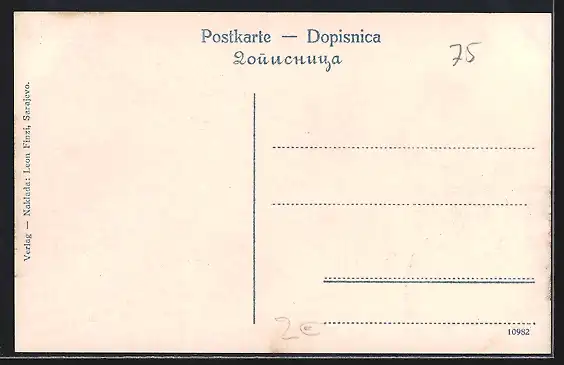 Postkarte — Dopisnica
Дописница
75
Verlag — Naklada: Leon Finzi, Sarajevo.
2€
10982